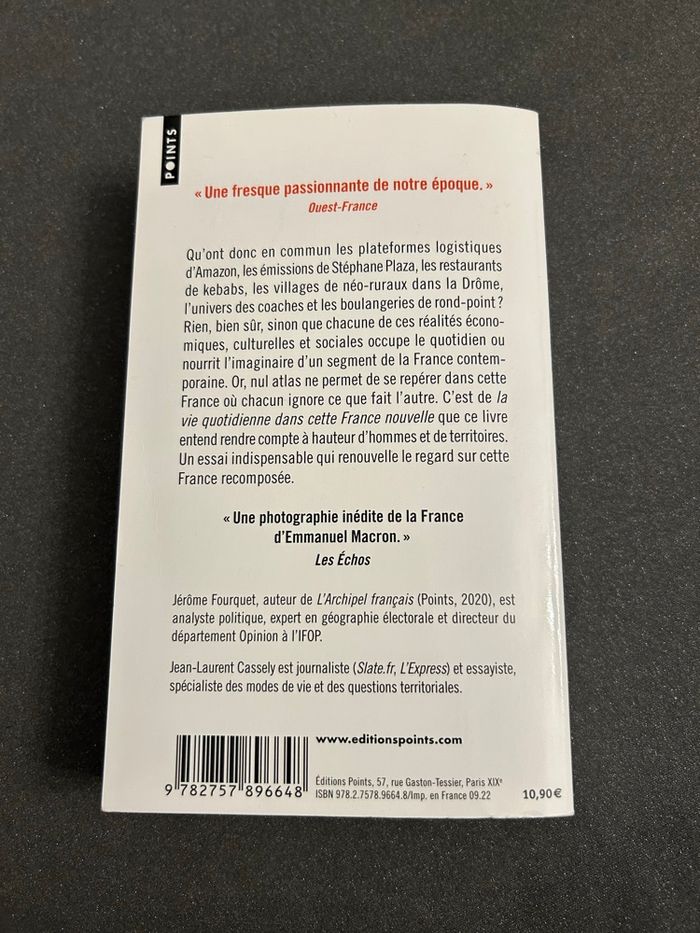 POINTS
« Une fresque passionnante de notre époque. »
Ouest-France
Qu'ont donc en commun les plateformes logistiques
d'Amazon, les émissions de Stéphane Plaza, les restaurants
de kebabs, les villages de néo-ruraux dans la Drôme,
l'univers des coaches et les boulangeries de rond-point ?
Rien, bien sûr, sinon que chacune de ces réalités écono-
miques, culturelles et sociales occupe le quotidien ou
nourrit l'imaginaire d'un segment de la France contem-
poraine. Or, nul atlas ne permet de se repérer dans cette
France où chacun ignore ce que fait l'autre. C'est de la
vie quotidienne dans cette France nouvelle que ce livre
entend rendre compte à hauteur d'hommes et de territoires.
Un essai indispensable qui renouvelle le regard sur cette
France recomposée.
« Une photographie inédite de la France
d'Emmanuel Macron. »
Les Échos
Jérôme Fourquet, auteur de L'Archipel français (Points, 2020), est
analyste politique, expert en géographie électorale et directeur du
département Opinion à l'IFOP.
Jean-Laurent Cassely est journaliste (Slate.fr, L'Express) et essayiste,
spécialiste des modes de vie et des questions territoriales.
www.editionspoints.com
Éditions Points, 57, rue Gaston-Tessier, Paris XIXe
ISBN 978.2.7578.9664.8/Imp. en France 09.22
10,90€
9 782757 896648